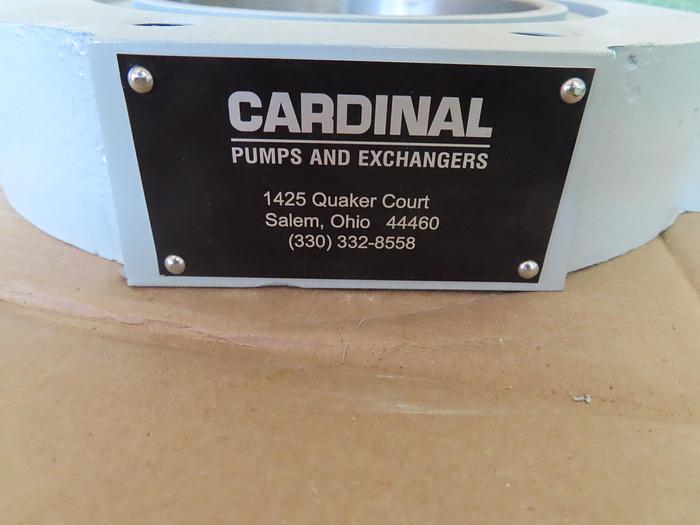 CARDINAL
PUMPS AND EXCHANGERS
1425 Quaker Court
Salem, Ohio 44460
(330) 332-8558